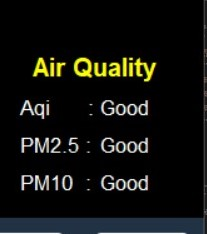 Air Quality
Aqi : Good
PM2.5 : Good
PM10 : Good